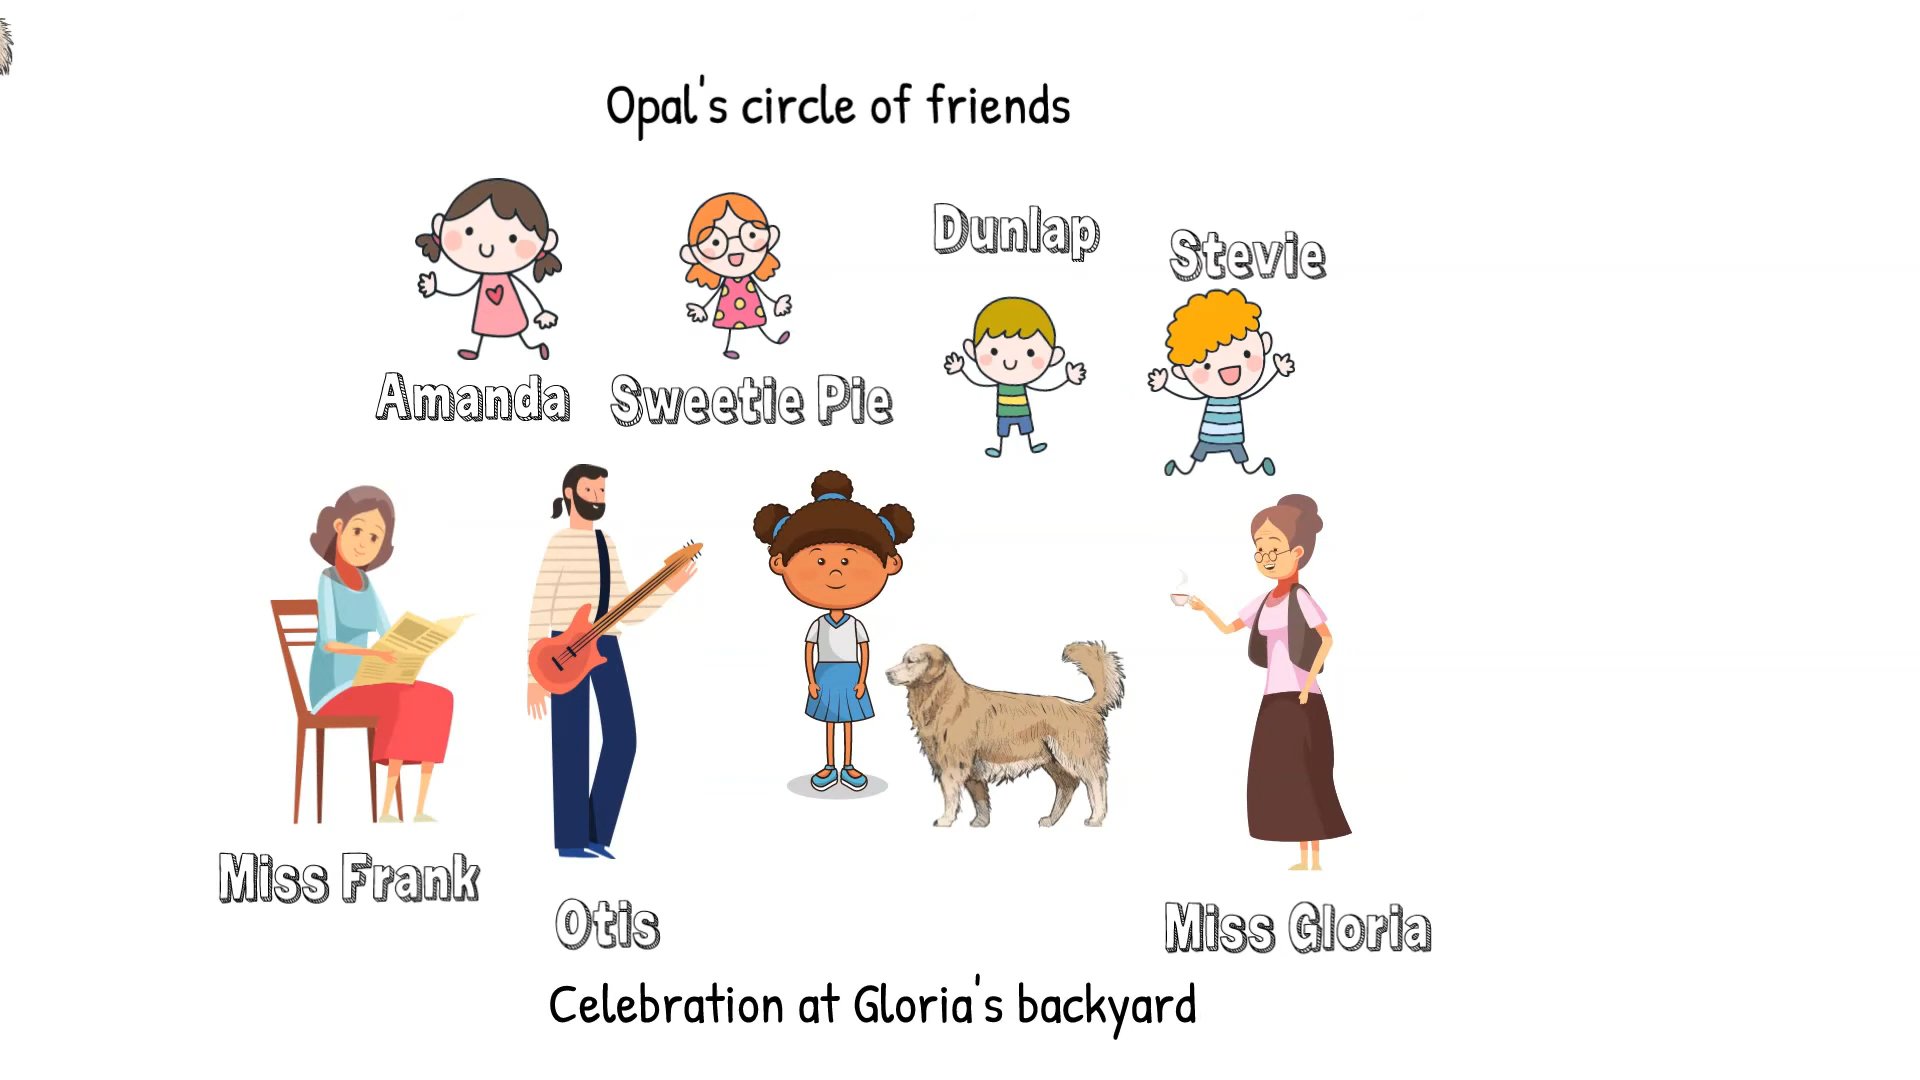 Opal's circle of friends
Dunlap
Stevie
Amanda
Sweetie Pie
Miss Frank
Otis
Miss Gloria
Celebration at Gloria's backyard